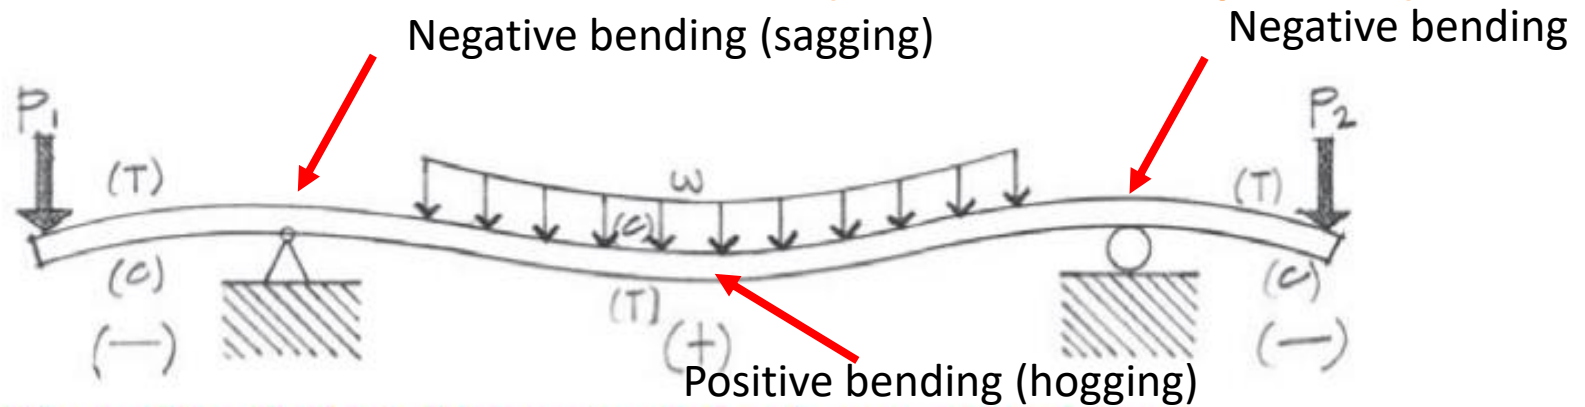 Negative bending (sagging)
Negative bending
P1
P2
(T)
w
(T)
(C)
(C)
(T)
(C)
(—)
(+)
(—)
Positive bending (hogging)